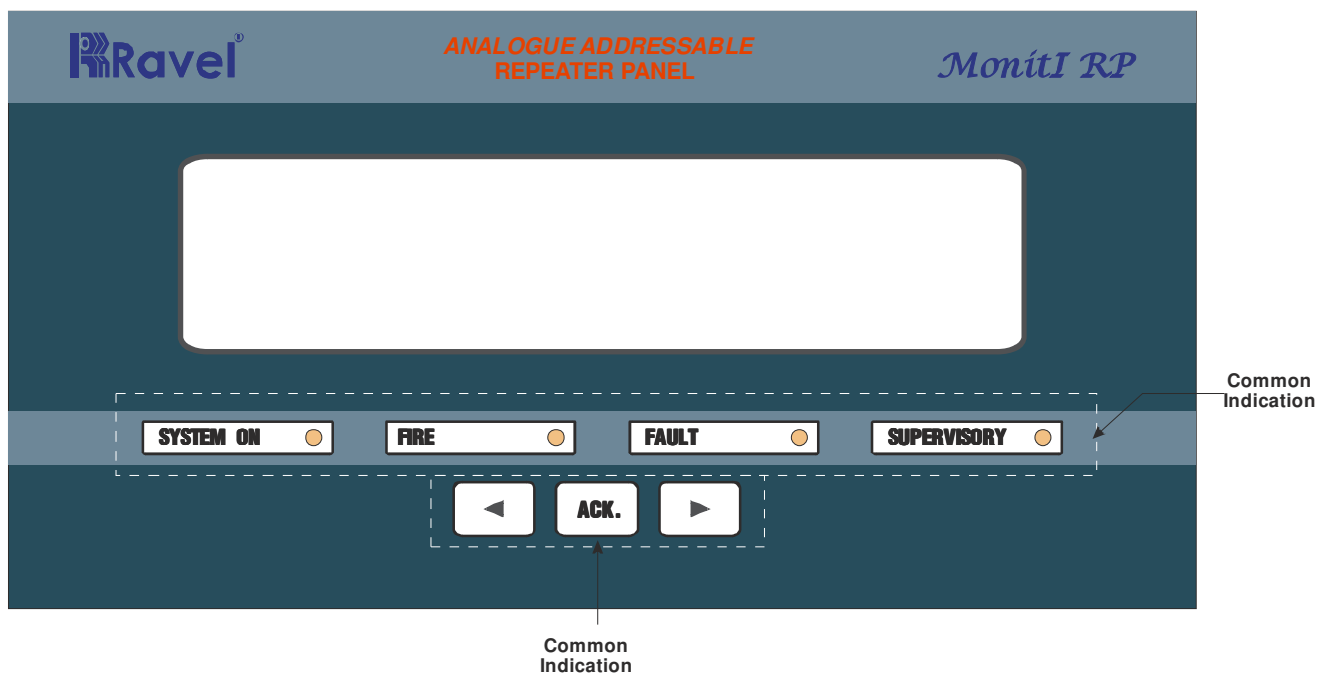 Ravel®
ANALOGUE ADDRESSABLE
REPEATER PANEL
MonitI RP
Common
Indication
SYSTEM ON
FIRE
FAULT
SUPERVISORY
◀ ACK. ▶
Common
Indication